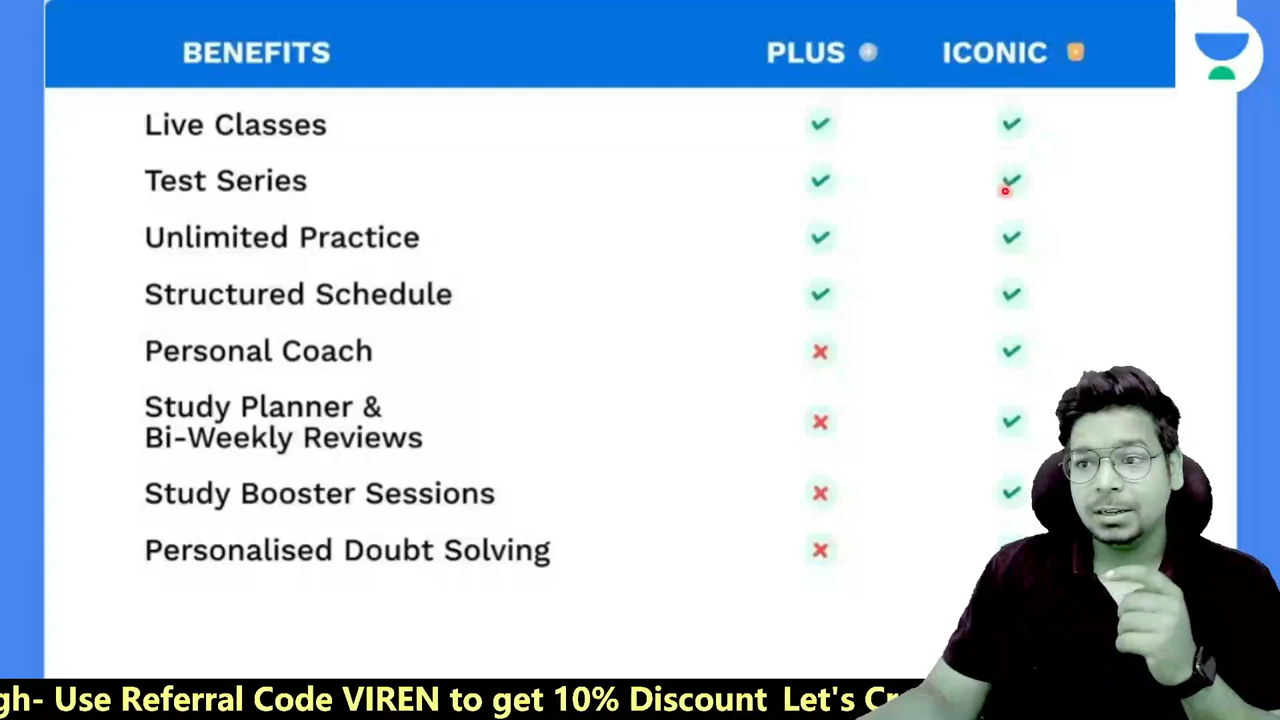 BENEFITS PLUS ICONIC
Live Classes
Test Series
Unlimited Practice
Structured Schedule
Personal Coach
Study Planner &
Bi-Weekly Reviews
Study Booster Sessions
Personalised Doubt Solving
Use Referral Code VIREN to get 10% Discount Let's